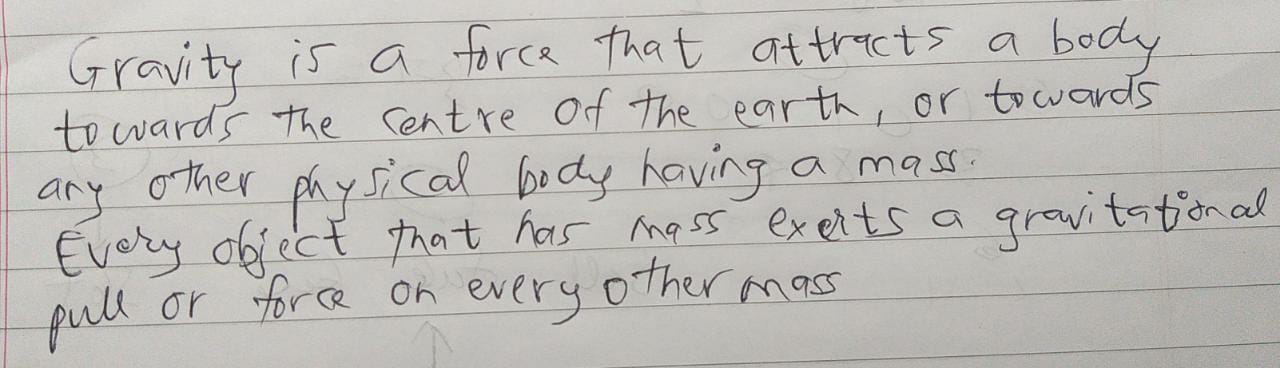 Gravity is a force that attracts a body
towards the centre of the earth, or towards
any other physical body having a mass.
Every object that has mass exerts a gravitational
pull or force on every other mass